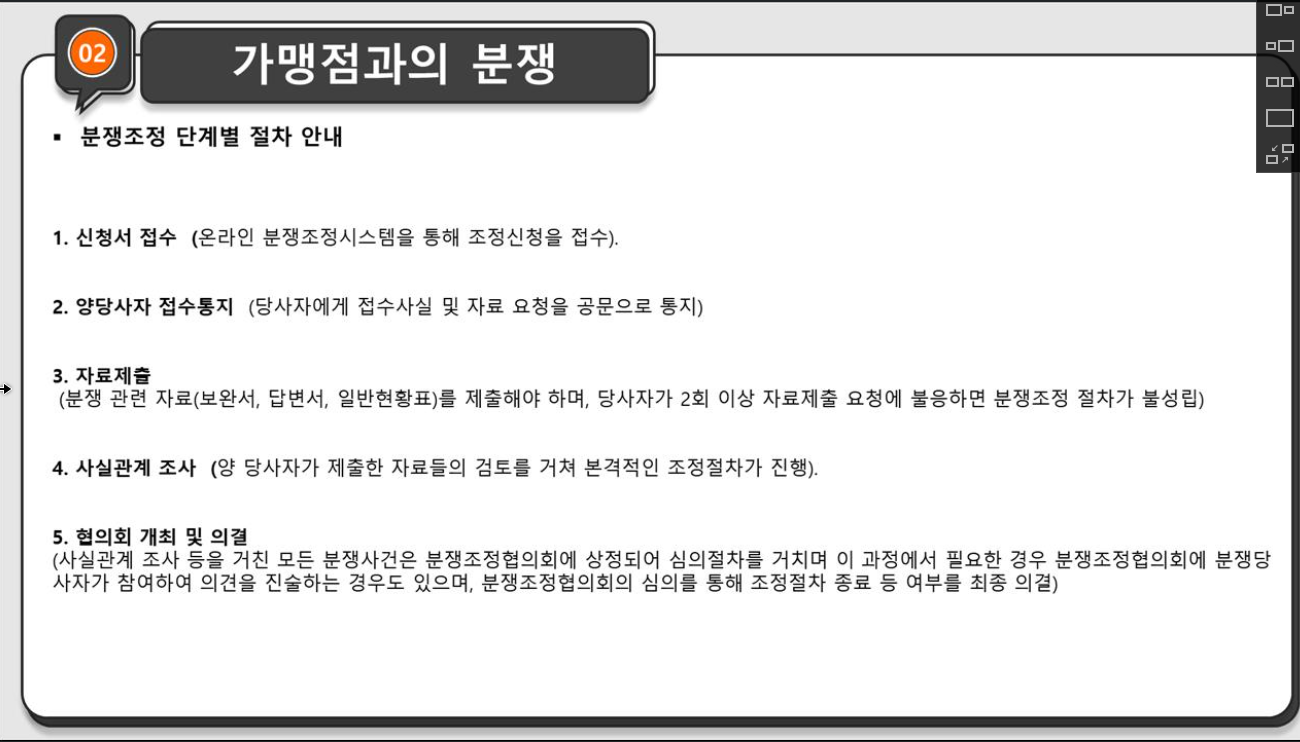 02
가맹점과의 분쟁
▪ 분쟁조정 단계별 절차 안내
1. 신청서 접수 (온라인 분쟁조정시스템을 통해 조정신청을 접수).
2. 양당사자 접수통지 (당사자에게 접수사실 및 자료 요청을 공문으로 통지)
3. 자료제출
(분쟁 관련 자료(보완서, 답변서, 일반현황표)를 제출해야 하며, 당사자가 2회 이상 자료제출 요청에 불응하면 분쟁조정 절차가 불성립)
4. 사실관계 조사 (양 당사자가 제출한 자료들의 검토를 거쳐 본격적인 조정절차가 진행).
5. 협의회 개최 및 의결
(사실관계 조사 등을 거친 모든 분쟁사건은 분쟁조정협의회에 상정되어 심의절차를 거치며 이 과정에서 필요한 경우 분쟁조정협의회에 분쟁당
사자가 참여하여 의견을 진술하는 경우도 있으며, 분쟁조정협의회의 심의를 통해 조정절차 종료 등 여부를 최종 의결)